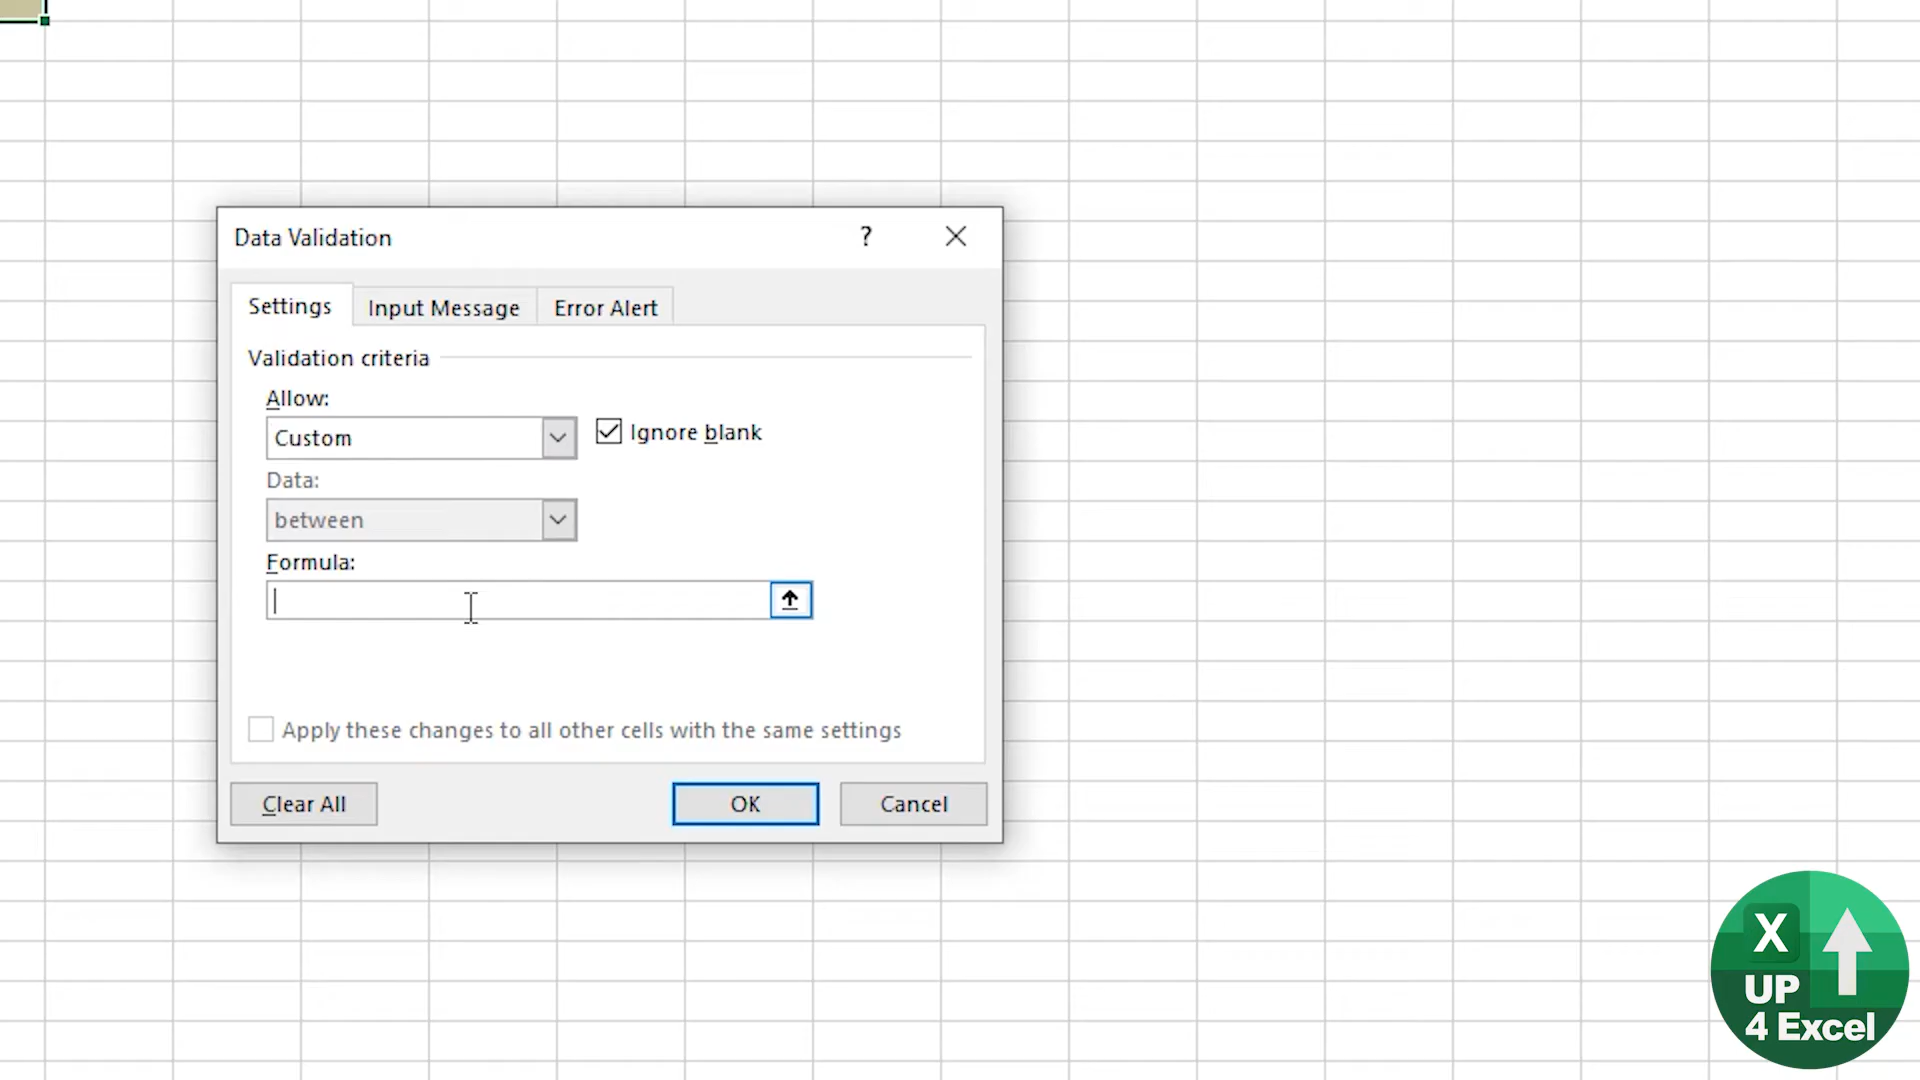 Data Validation
?
Settings
Input Message
Error Alert
Validation criteria
Allow:
Custom
Ignore blank
Data:
between
Formula:
Apply these changes to all other cells with the same settings
Clear All
OK
Cancel
X
UP
4 Excel